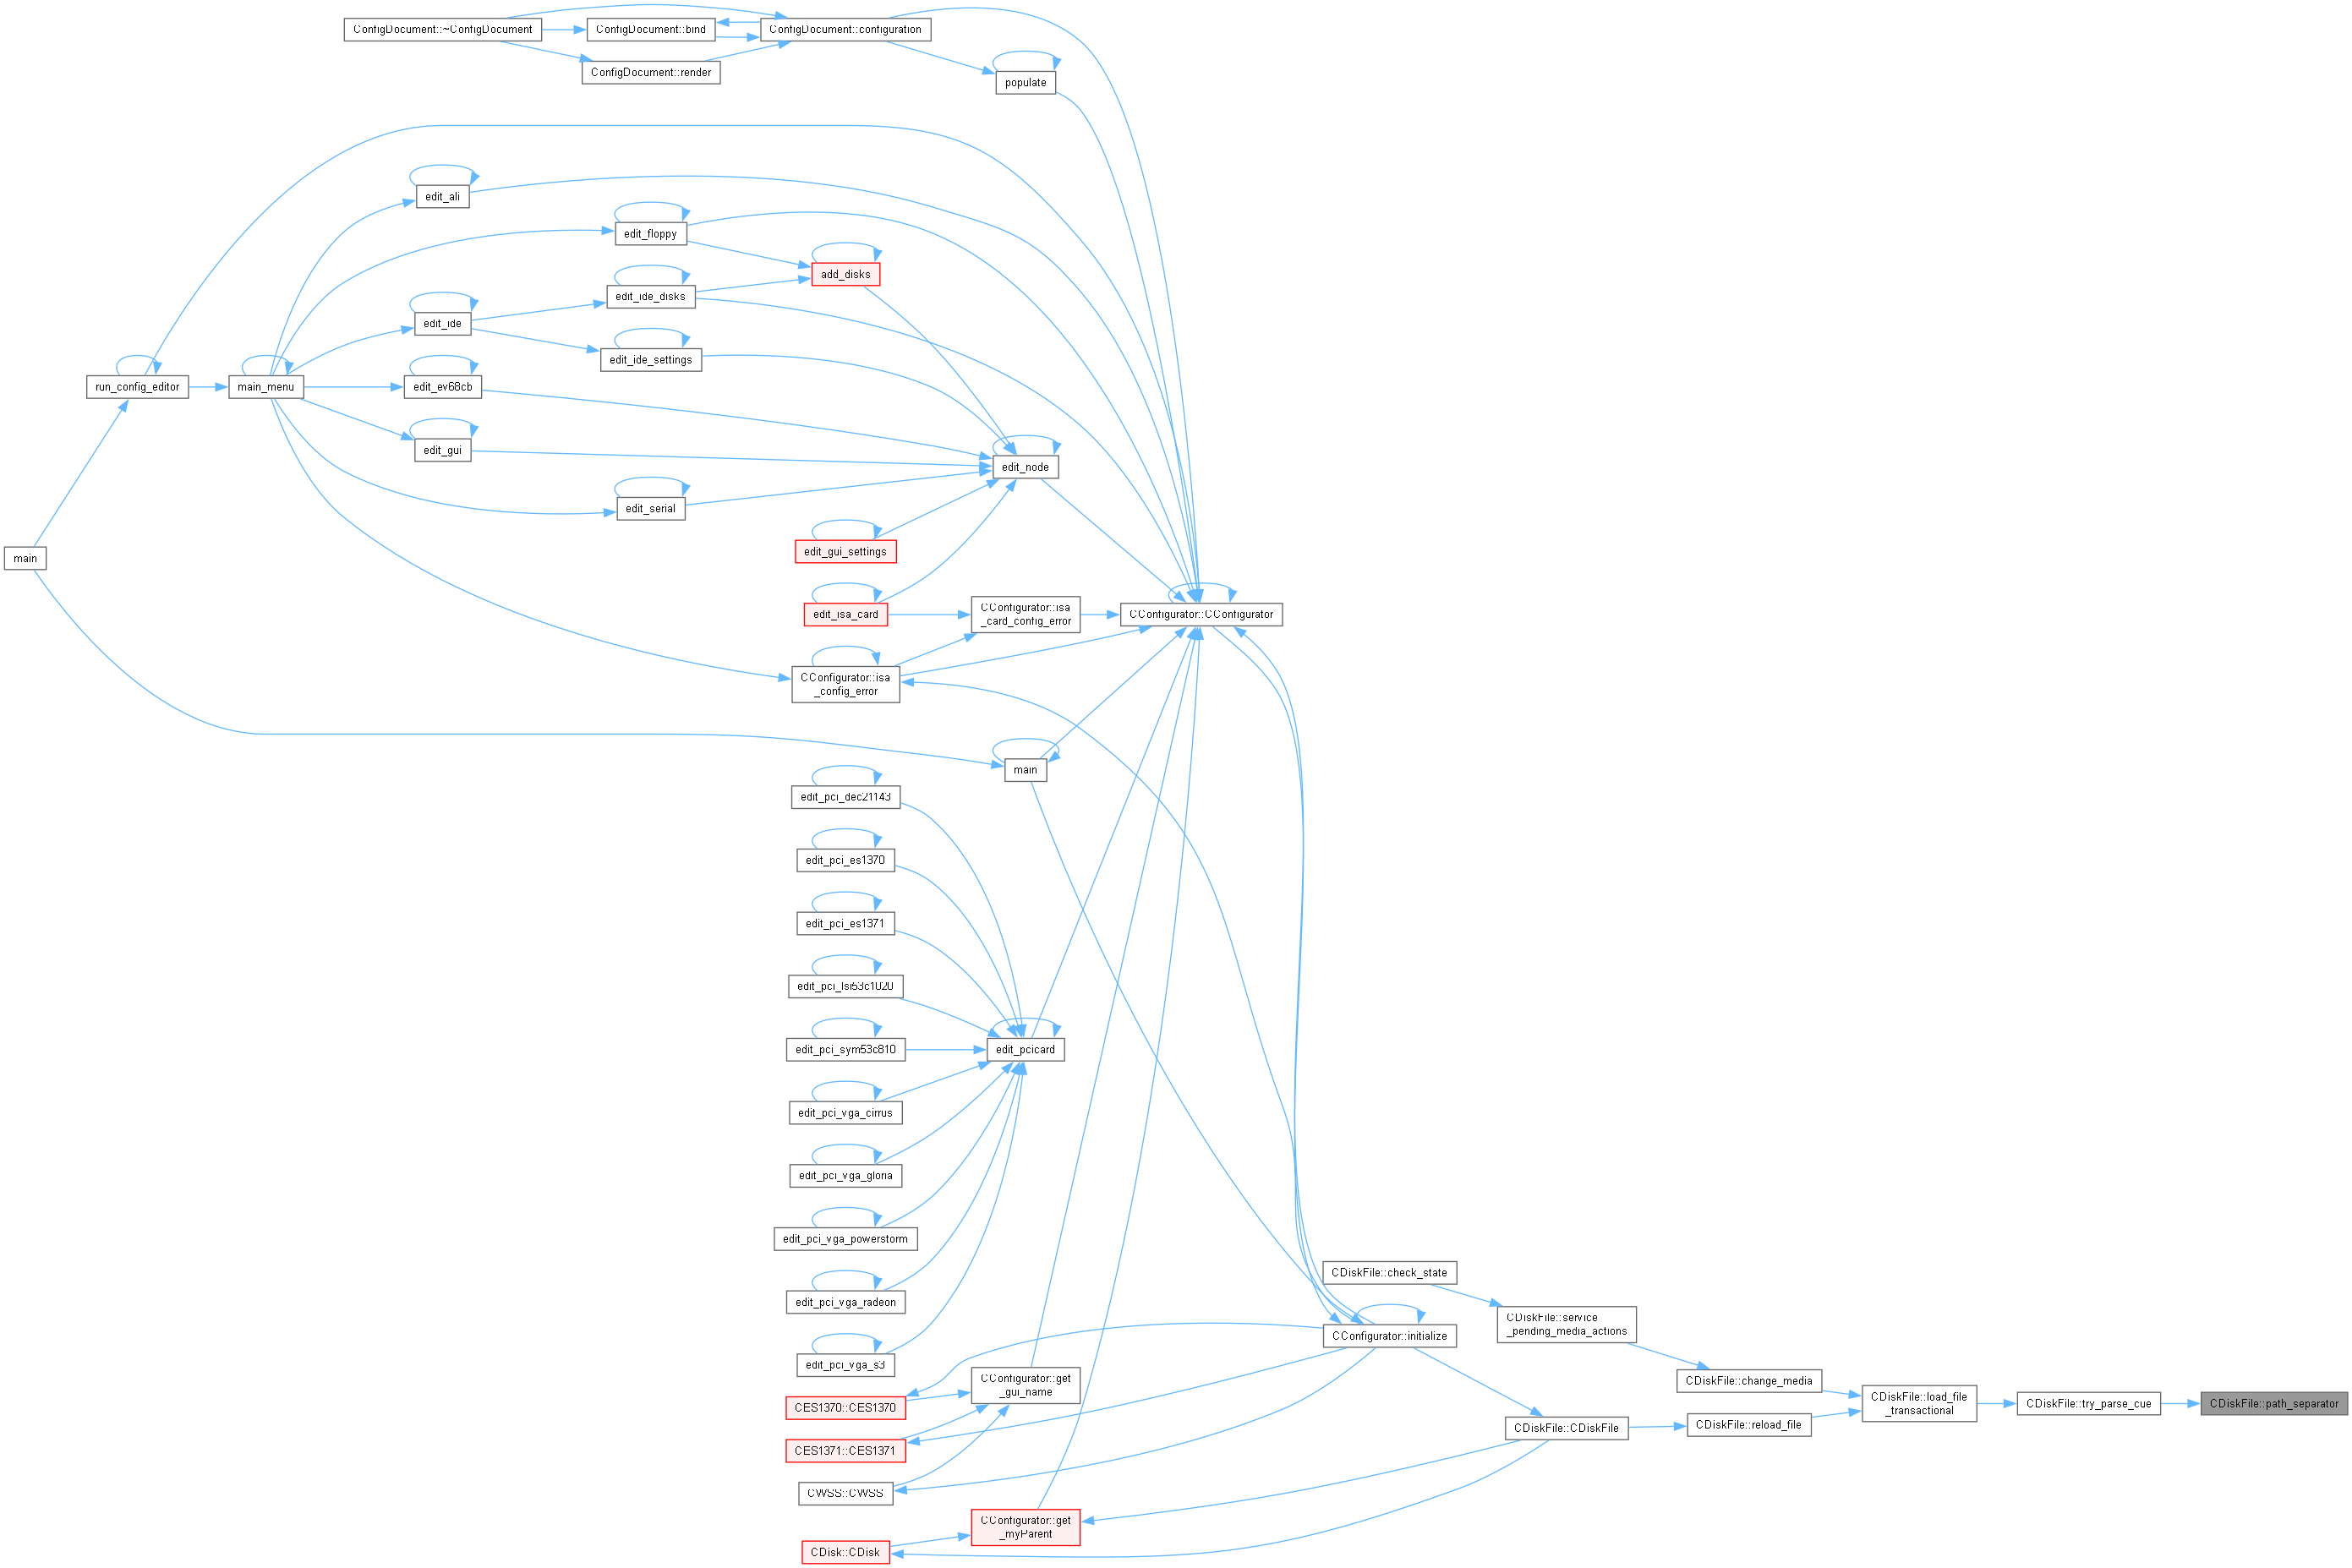 ConfigDocument::~ConfigDocument
ConfigDocument::bind
ConfigDocument::configuration
ConfigDocument::render
populate
edit_ali
edit_floppy
add_disks
edit_ide_disks
edit_ide
edit_ide_settings
run_config_editor
main_menu
edit_ev68cb
edit_gui
edit_node
edit_serial
edit_gui_settings
main
edit_isa_card
CConfigurator::isa
_card_config_error
CConfigurator::CConfigurator
CConfigurator::isa
_config_error
main
edit_pci_dec21143
edit_pci_es1370
edit_pci_es1371
edit_pci_lsi53c1020
edit_pci_sym53c810
edit_pcicard
edit_pci_vga_cirrus
edit_pci_vga_gloria
edit_pci_vga_powerstorm
edit_pci_vga_radeon
edit_pci_vga_s3
CDiskFile::check_state
CDiskFile::service
_pending_media_actions
CConfigurator::initialize
CConfigurator::get
_gui_name
CDiskFile::change_media
CES1370::CES1370
CDiskFile::load_file
_transactional
CDiskFile::try_parse_cue
CDiskFile::path_separator
CES1371::CES1371
CDiskFile::CDiskFile
CDiskFile::reload_file
CWSS::CWSS
CConfigurator::get
_myParent
CDisk::CDisk